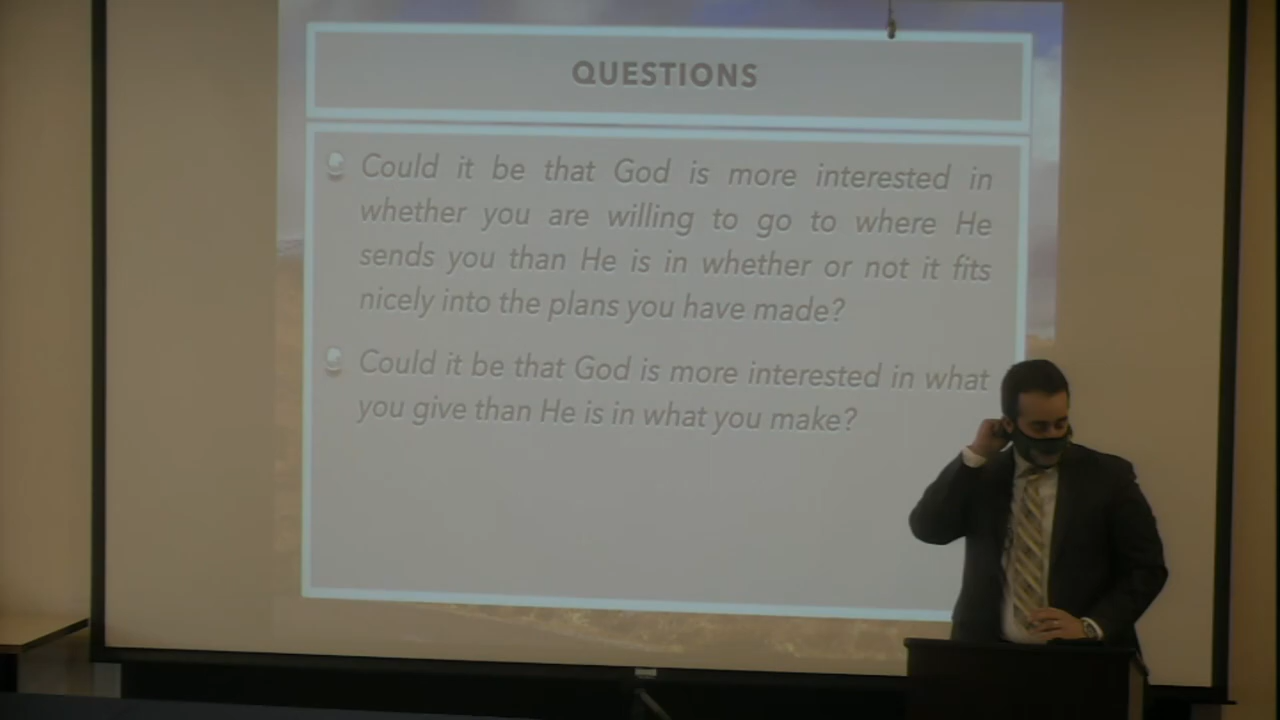 QUESTIONS
Could it be that God is more interested in
whether you are willing to go to where He
sends you than He is in whether or not it fits
nicely into the plans you have made?
Could it be that God is more interested in what
you give than He is in what you make?